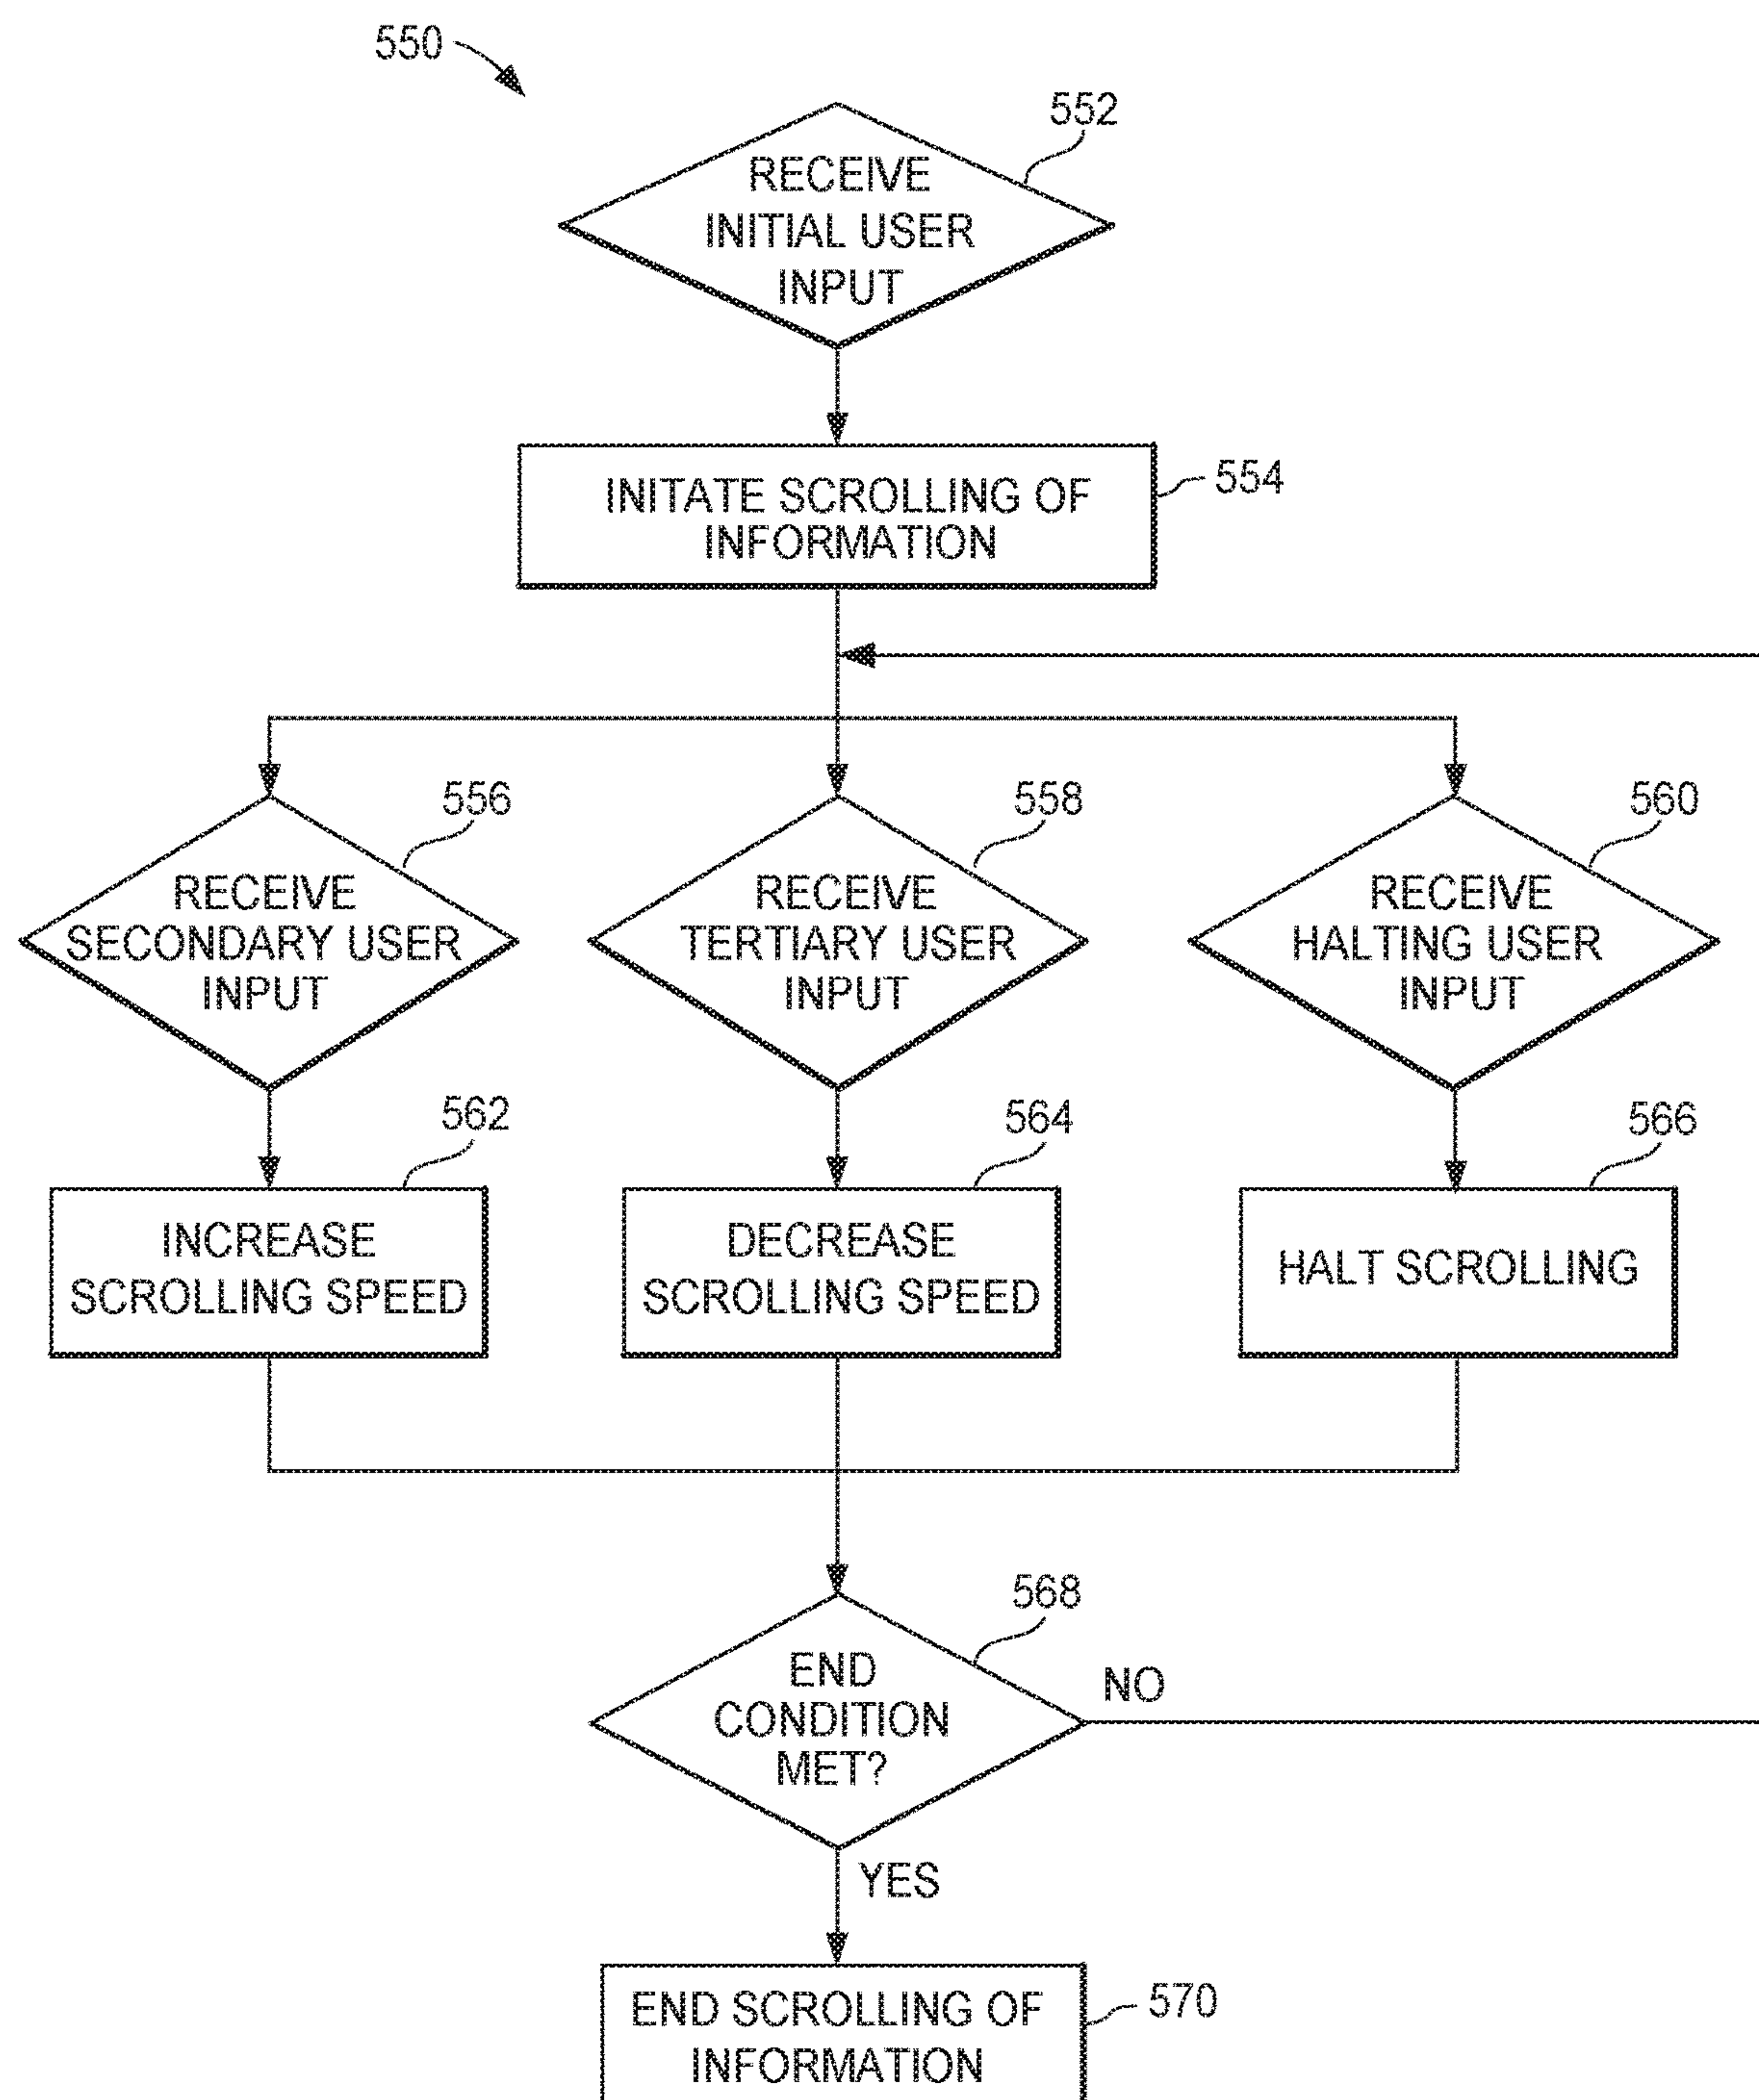 550
552
RECEIVE
INITIAL USER
INPUT
INITATE SCROLLING OF
INFORMATION
554
556
RECEIVE
SECONDARY USER
INPUT
558
RECEIVE
TERTIARY USER
INPUT
560
RECEIVE
HALTING USER
INPUT
562
INCREASE
SCROLLING SPEED
564
DECREASE
SCROLLING SPEED
566
HALT SCROLLING
568
END
CONDITION
MET?
NO
YES
END SCROLLING OF
INFORMATION
570